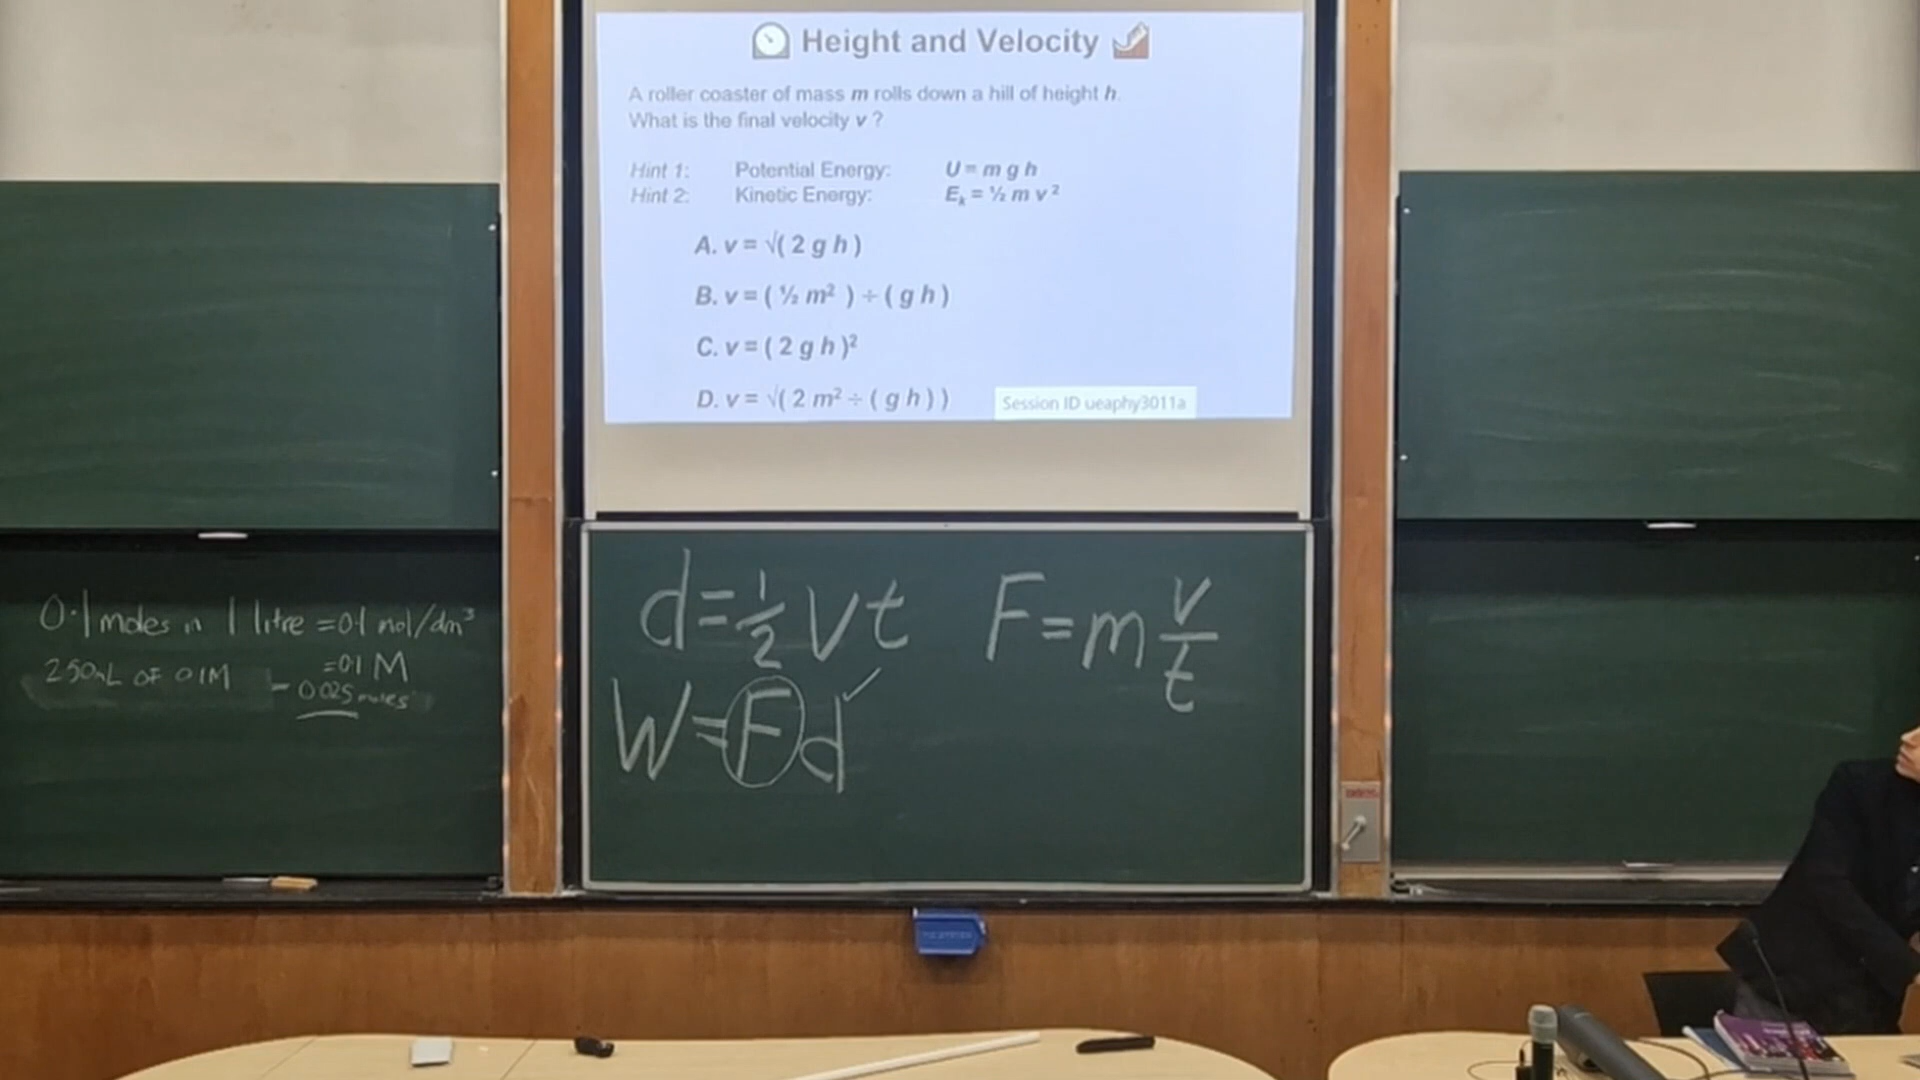 Height and Velocity
A roller coaster of mass m rolls down a hill of height h.
What is the final velocity v ?
Hint 1: Potential Energy: U = m g h
Hint 2: Kinetic Energy: Eₖ = ½ m v²
A. v = √( 2 g h )
B. v = ( ½ m² ) ÷ ( g h )
C. v = ( 2 g h )²
D. v = √( 2 m² ÷ ( g h ) )
Session ID ueaphy3011a
0.1 moles in 1 litre = 0.1 mol/dm³
= 0.1 M
250mL OF 0.1M = 0.025 moles
d = ½ v t F = m v/t
W = F d ✓